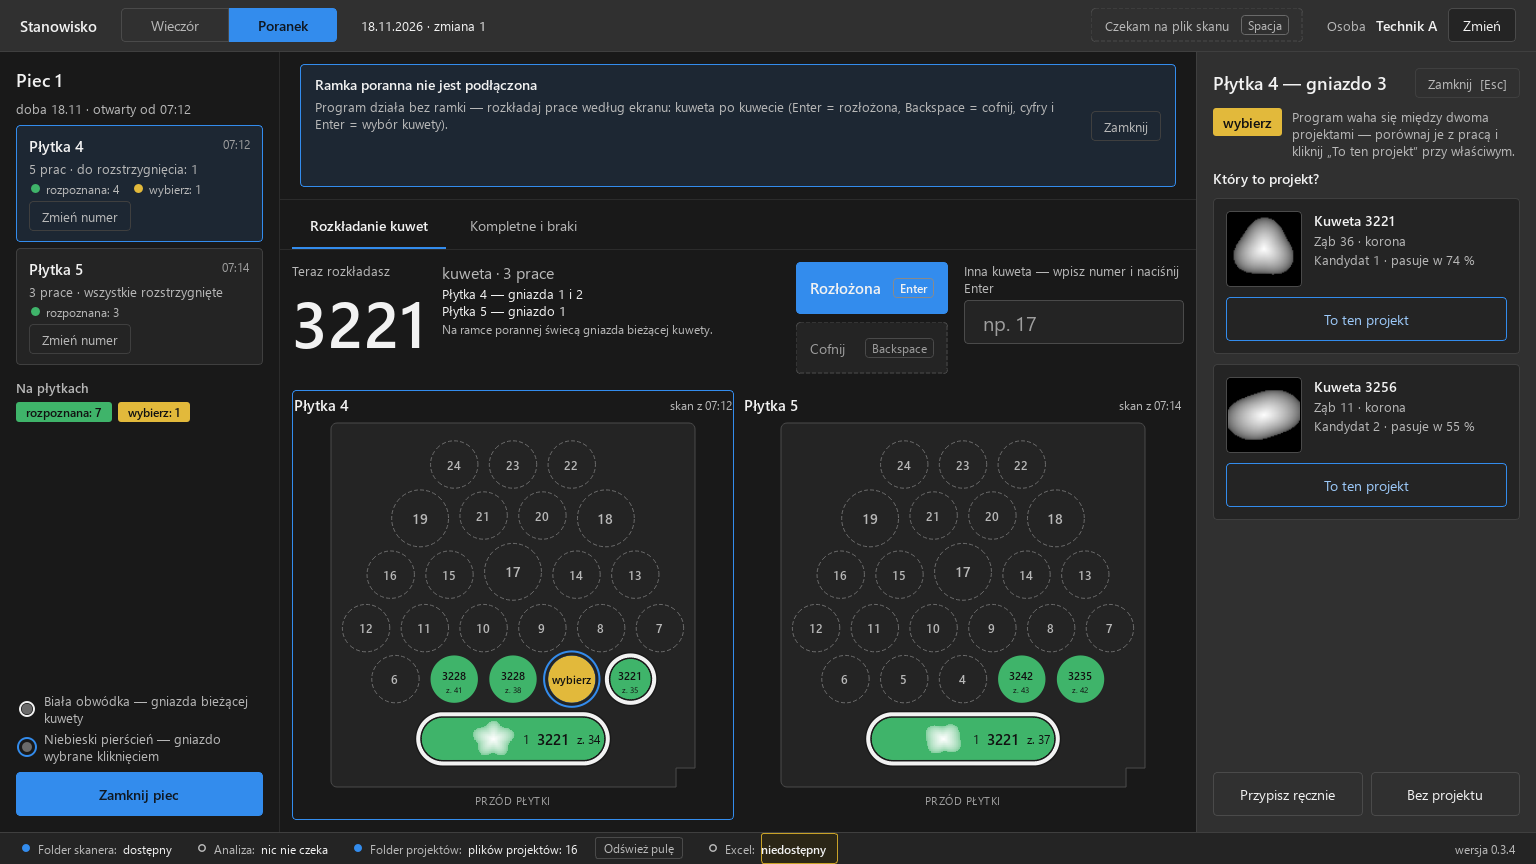 Stanowisko
Wieczór
Poranek
18.11.2026 · zmiana 1
Czekam na plik skanu
Spacja
Osoba
Technik A
Zmień
Piec 1
doba 18.11 · otwarty od 07:12
Płytka 4
07:12
5 prac · do rozstrzygnięcia: 1
rozpoznana: 4
wybierz: 1
Zmień numer
Płytka 5
07:14
3 prace · wszystkie rozstrzygnięte
rozpoznana: 3
Zmień numer
Na płytkach
rozpoznana: 7
wybierz: 1
Biała obwódka — gniazda bieżącej
kuwety
Niebieski pierścień — gniazdo
wybrane kliknięciem
Zamknij piec
Ramka poranna nie jest podłączona
Program działa bez ramki — rozkładaj prace według ekranu: kuweta po kuwecie (Enter = rozłożona, Backspace = cofnij, cyfry i
Enter = wybór kuwety).
Zamknij
Rozkładanie kuwet
Kompletne i braki
Teraz rozkładasz
3221
kuweta · 3 prace
Płytka 4 — gniazda 1 i 2
Płytka 5 — gniazdo 1
Na ramce porannej świecą gniazda bieżącej kuwety.
Rozłożona
Enter
Cofnij
Backspace
Inna kuweta — wpisz numer i naciśnij
Enter
np. 17
Płytka 4
skan z 07:12
24 23 22
19 21 20 18
16 15 17 14 13
12 11 10 9 8 7
6
3228
z. 41
3228
z. 38
wybierz
3221
z. 35
1 3221 z. 34
PRZÓD PŁYTKI
Płytka 5
skan z 07:14
24 23 22
19 21 20 18
16 15 17 14 13
12 11 10 9 8 7
6 5 4
3242
z. 43
3235
z. 42
1 3221 z. 37
PRZÓD PŁYTKI
Płytka 4 — gniazdo 3
Zamknij [Esc]
wybierz
Program waha się między dwoma
projektami — porównaj je z pracą i
kliknij „To ten projekt” przy właściwym.
Który to projekt?
Kuweta 3221
Ząb 36 · korona
Kandydat 1 · pasuje w 74 %
To ten projekt
Kuweta 3256
Ząb 11 · korona
Kandydat 2 · pasuje w 55 %
To ten projekt
Przypisz ręcznie
Bez projektu
Folder skanera: dostępny
Analiza: nic nie czeka
Folder projektów: plików projektów: 16
Odśwież pulę
Excel: niedostępny
wersja 0.3.4